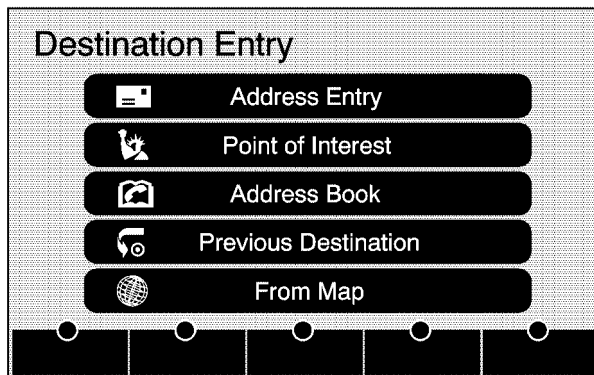 Destination Entry
Address Entry
Point of Interest
Address Book
Previous Destination
From Map